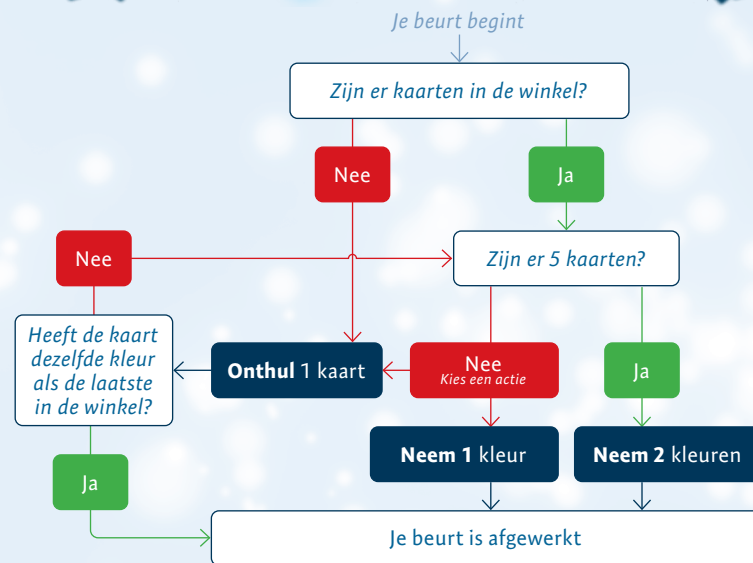 Je beurt begint
Zijn er kaarten in de winkel?
Nee
Ja
Nee
Zijn er 5 kaarten?
Heeft de kaart
dezelfde kleur
als de laatste
in de winkel?
Onthul 1 kaart
Nee
Kies een actie
Ja
Neem 1 kleur
Neem 2 kleuren
Ja
Je beurt is afgewerkt